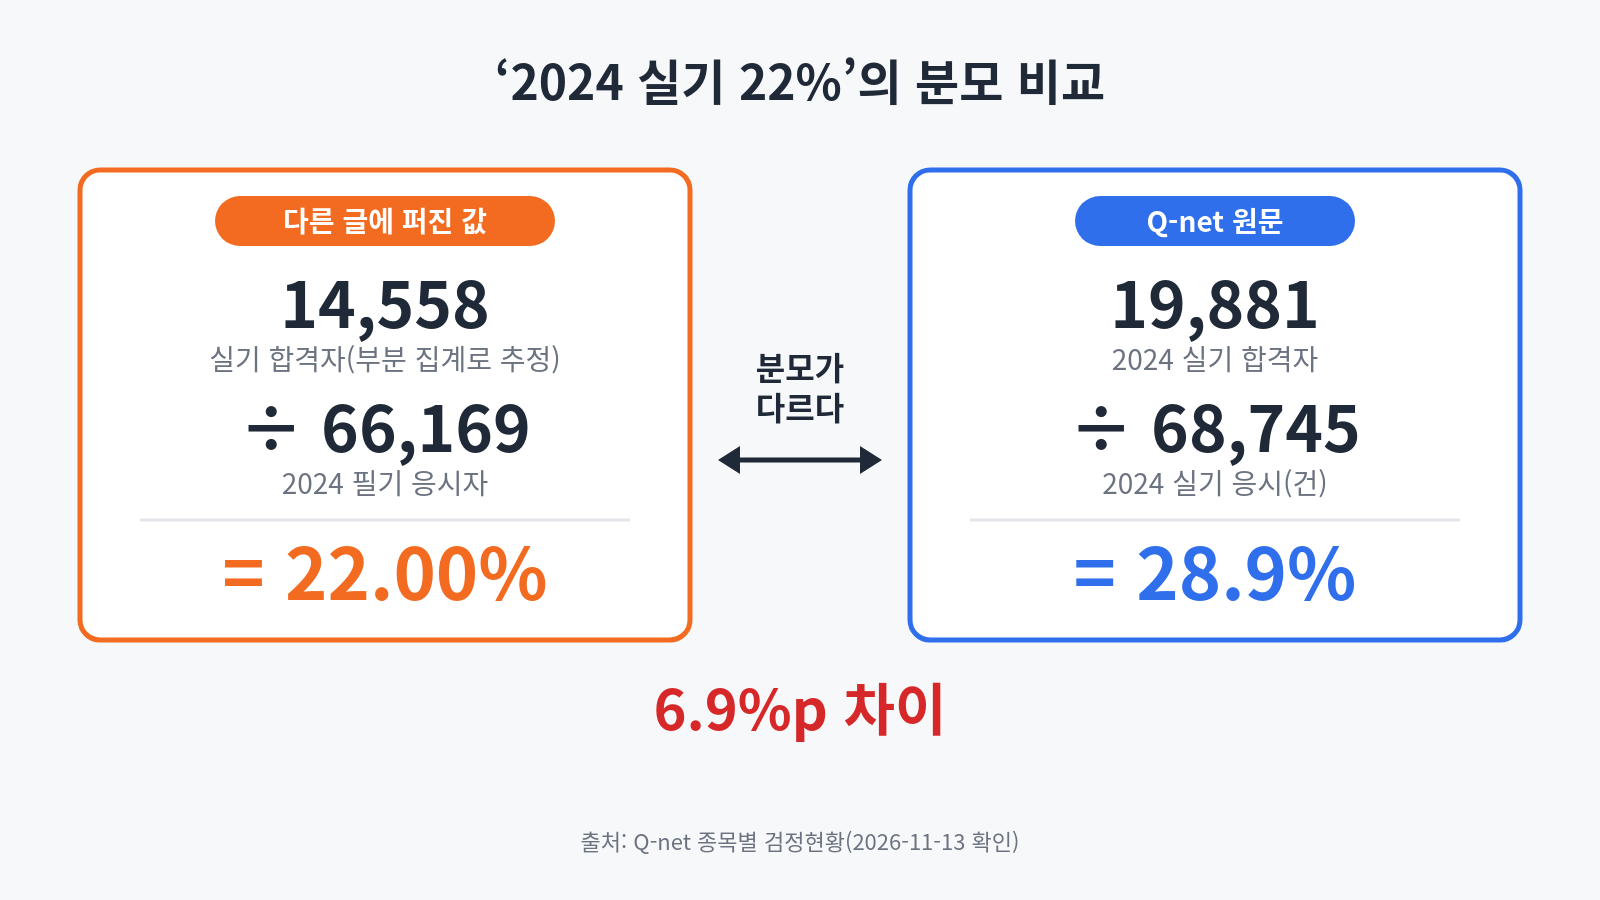 ‘2024 실기 22%’의 분모 비교
다른 글에 퍼진 값
14,558
실기 합격자(부분 집계로 추정)
÷ 66,169
2024 필기 응시자
= 22.00%
분모가
다르다
Q-net 원문
19,881
2024 실기 합격자
÷ 68,745
2024 실기 응시(건)
= 28.9%
6.9%p 차이
출처: Q-net 종목별 검정현황(2026-11-13 확인)